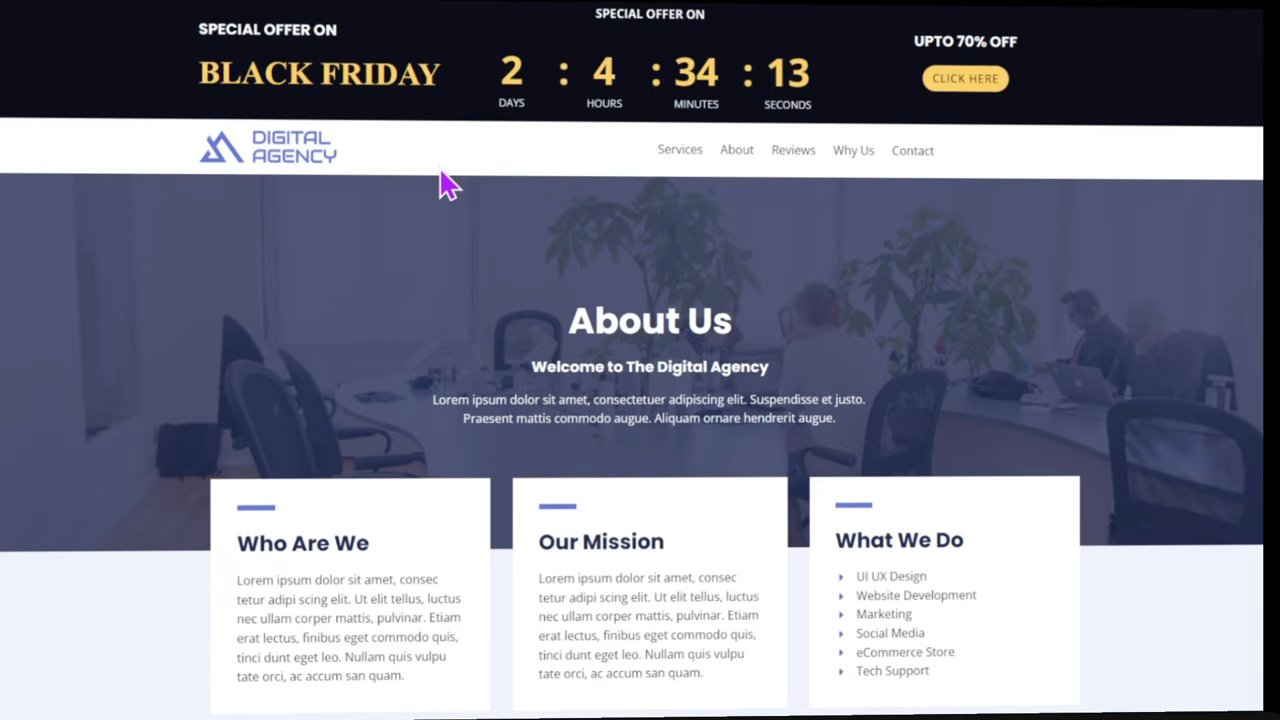 SPECIAL OFFER ON
BLACK FRIDAY
SPECIAL OFFER ON
2 : 4 : 34 : 13
DAYS HOURS MINUTES SECONDS
UPTO 70% OFF
CLICK HERE
DIGITAL
AGENCY
Services About Reviews Why Us Contact
About Us
Welcome to The Digital Agency
Lorem ipsum dolor sit amet, consectetuer adipiscing elit. Suspendisse et justo.
Praesent mattis commodo augue. Aliquam ornare hendrerit augue.
Who Are We
Lorem ipsum dolor sit amet, consec
tetur adipi scing elit. Ut elit tellus, luctus
nec ullam corper mattis, pulvinar. Etiam
erat lectus, finibus eget commodo quis,
tinci dunt eget leo. Nullam quis vulpu
tate orci, ac accum san quam.
Our Mission
Lorem ipsum dolor sit amet, consec
tetur adipi scing elit. Ut elit tellus, luctus
nec ullam corper mattis, pulvinar. Etiam
erat lectus, finibus eget commodo quis,
tinci dunt eget leo. Nullam quis vulpu
tate orci, ac accum san quam.
What We Do
UI UX Design
Website Development
Marketing
Social Media
eCommerce Store
Tech Support